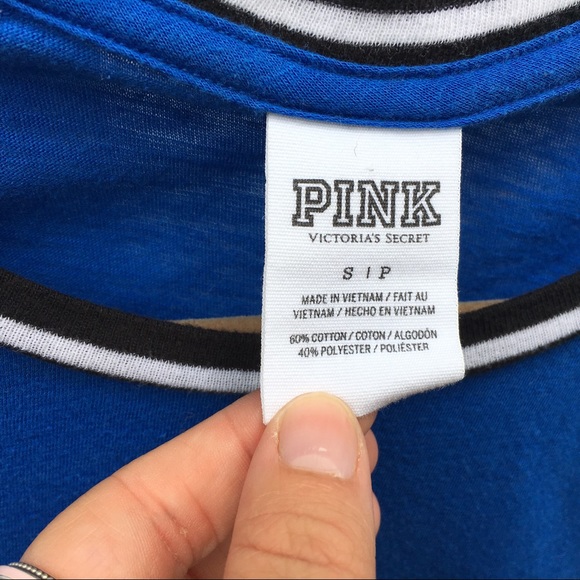 PINK
VICTORIA'S SECRET
S | P
MADE IN VIETNAM / FAIT AU
VIETNAM / HECHO EN VIETNAM
60% COTTON / COTON / ALGODÓN
40% POLYESTER / POLIÉSTER